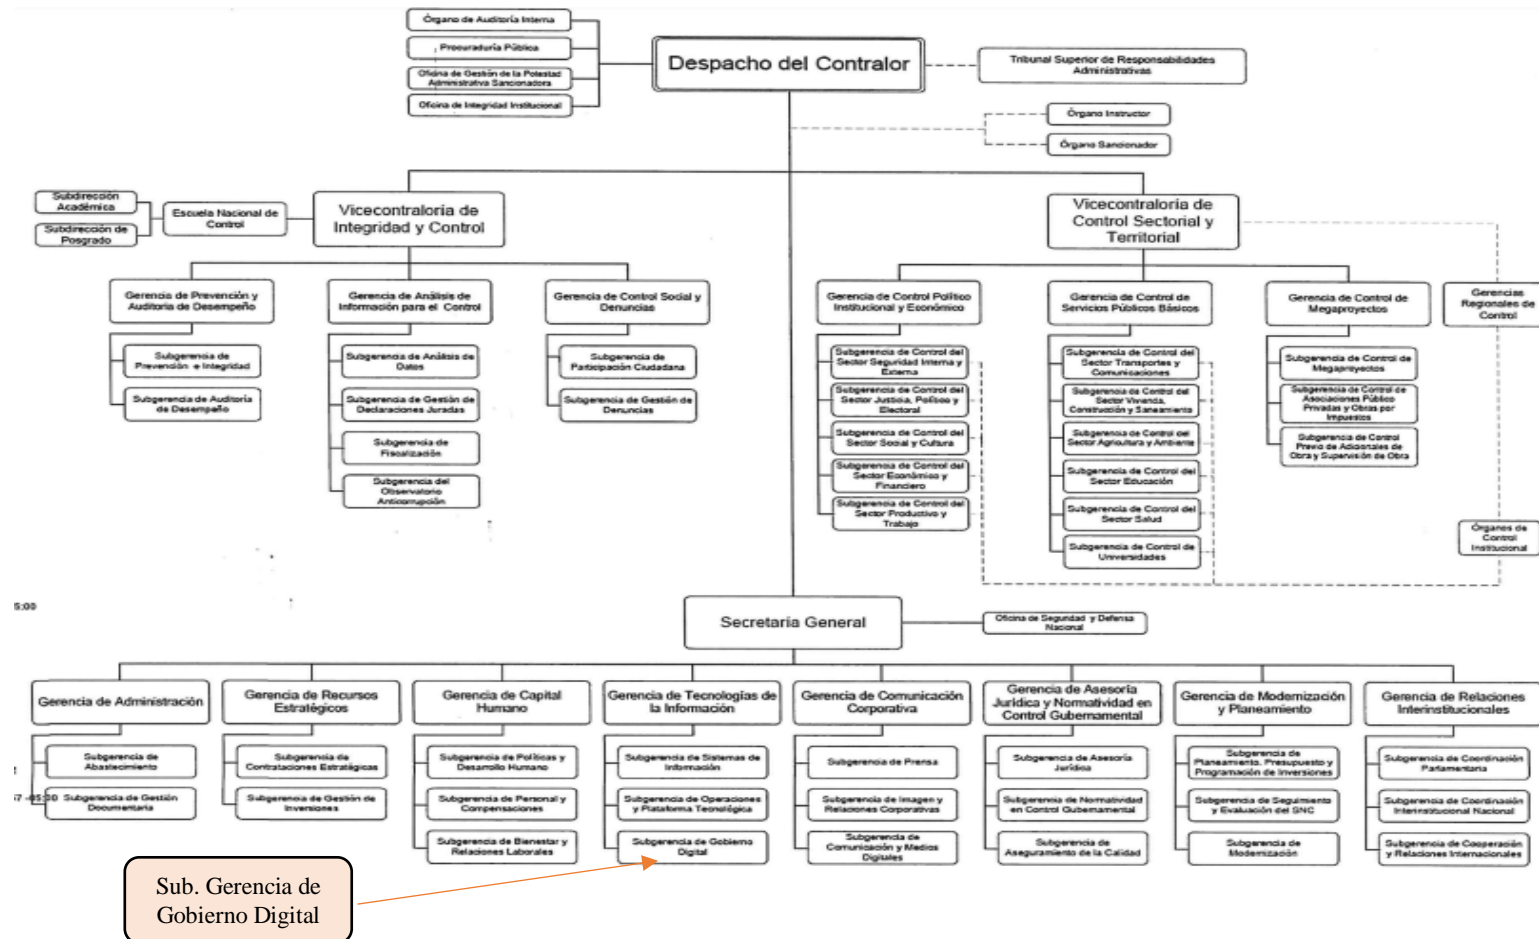 Órgano de Auditoría Interna
Procuraduría Pública
Oficina de Gestión de la Potestad
Administrativa Sancionadora
Oficina de Integridad Institucional
Despacho del Contralor
Tribunal Superior de Responsabilidades
Administrativas
Órgano Instructor
Órgano Sancionador
Subdirección
Académica
Subdirección de
Posgrado
Escuela Nacional de
Control
Vicecontraloría de
Integridad y Control
Vicecontraloría de
Control Sectorial y
Territorial
Gerencia de Prevención y
Auditoría de Desempeño
Subgerencia de
Prevención e Integridad
Subgerencia de Auditoría
de Desempeño
Gerencia de Análisis de
Información para el Control
Subgerencia de Análisis de
Datos
Subgerencia de Gestión de
Declaraciones Juradas
Subgerencia de
Fiscalización
Subgerencia del
Observatorio
Anticorrupción
Gerencia de Control Social y
Denuncias
Subgerencia de
Participación Ciudadana
Subgerencia de Gestión de
Denuncias
Gerencia de Control Político
Institucional y Económico
Subgerencia de Control del
Sector Seguridad Interna y
Externa
Subgerencia de Control del
Sector Justicia, Político y
Electoral
Subgerencia de Control del
Sector Social y Cultura
Subgerencia de Control del
Sector Económico y
Financiero
Subgerencia de Control del
Sector Productivo y
Trabajo
Gerencia de Control de
Servicios Públicos Básicos
Subgerencia de Control del
Sector Transportes y
Comunicaciones
Subgerencia de Control del
Sector Vivienda,
Construcción y Saneamiento
Subgerencia de Control del
Sector Agricultura y Ambiente
Subgerencia de Control del
Sector Educación
Subgerencia de Control del
Sector Salud
Subgerencia de Control de
Universidades
Gerencia de Control de
Megaproyectos
Subgerencia de Control de
Megaproyectos
Subgerencia de Control de
Asociaciones Público
Privadas y Obras por
Impuestos
Subgerencia de Control
Previo de Adicionales de
Obra y Supervisión de Obra
Gerencias
Regionales de
Control
Órganos de
Control
Institucional
5:00
Secretaría General
Oficina de Seguridad y Defensa
Nacional
Gerencia de Administración
Subgerencia de
Abastecimiento
Subgerencia de Gestión
Documentaria
57 -05:00
Gerencia de Recursos
Estratégicos
Subgerencia de
Contrataciones Estratégicas
Subgerencia de Gestión de
Inversiones
Gerencia de Capital
Humano
Subgerencia de Políticas y
Desarrollo Humano
Subgerencia de Personal y
Compensaciones
Subgerencia de Bienestar y
Relaciones Laborales
Gerencia de Tecnologías de
la Información
Subgerencia de Sistemas de
Información
Subgerencia de Operaciones
y Plataforma Tecnológica
Subgerencia de Gobierno
Digital
Gerencia de Comunicación
Corporativa
Subgerencia de Prensa
Subgerencia de Imagen y
Relaciones Corporativas
Subgerencia de
Comunicación y Medios
Digitales
Gerencia de Asesoría
Jurídica y Normatividad en
Control Gubernamental
Subgerencia de Asesoría
Jurídica
Subgerencia de Normatividad
en Control Gubernamental
Subgerencia de
Aseguramiento de la Calidad
Gerencia de Modernización
y Planeamiento
Subgerencia de
Planeamiento, Presupuesto y
Programación de Inversiones
Subgerencia de Seguimiento
y Evaluación del SNC
Subgerencia de
Modernización
Gerencia de Relaciones
Interinstitucionales
Subgerencia de Coordinación
Parlamentaria
Subgerencia de Coordinación
Interinstitucional Nacional
Subgerencia de Cooperación
y Relaciones Internacionales
Sub. Gerencia de
Gobierno Digital